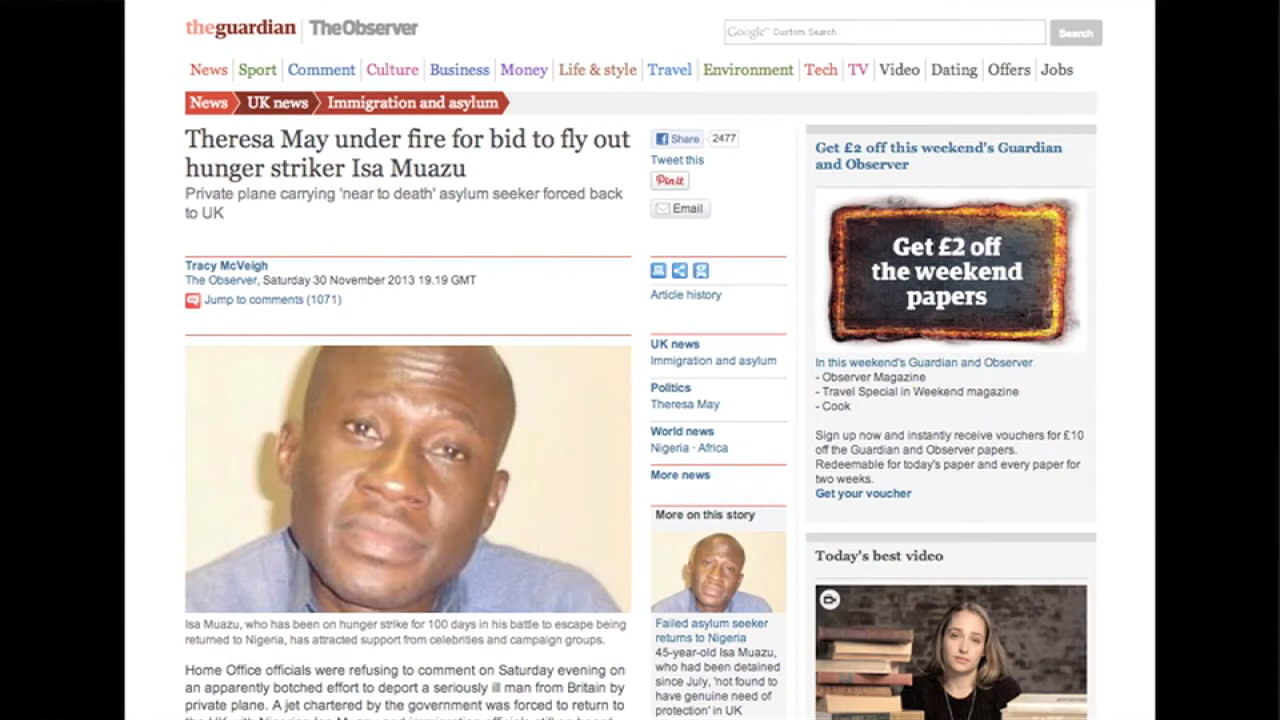 theguardian TheObserver
Google™ Custom Search
Search
News Sport Comment Culture Business Money Life & style Travel Environment Tech TV Video Dating Offers Jobs
News UK news Immigration and asylum
Theresa May under fire for bid to fly out
hunger striker Isa Muazu
Private plane carrying 'near to death' asylum seeker forced back
to UK
Tracy McVeigh
The Observer, Saturday 30 November 2013 19.19 GMT
Jump to comments (1071)
Isa Muazu, who has been on hunger strike for 100 days in his battle to escape being
returned to Nigeria, has attracted support from celebrities and campaign groups.
Home Office officials were refusing to comment on Saturday evening on
an apparently botched effort to deport a seriously ill man from Britain by
private plane. A jet chartered by the government was forced to return to
Share 2477
Tweet this
Pin it
Email
Article history
UK news
Immigration and asylum
Politics
Theresa May
World news
Nigeria · Africa
More news
More on this story
Failed asylum seeker
returns to Nigeria
45-year-old Isa Muazu,
who had been detained
since July, 'not found to
have genuine need of
protection' in UK
Get £2 off this weekend's Guardian
and Observer
Get £2 off
the weekend
papers
In this weekend's Guardian and Observer
- Observer Magazine
- Travel Special in Weekend magazine
- Cook
Sign up now and instantly receive vouchers for £10
off the Guardian and Observer papers.
Redeemable for today's paper and every paper for
two weeks.
Get your voucher
Today's best video